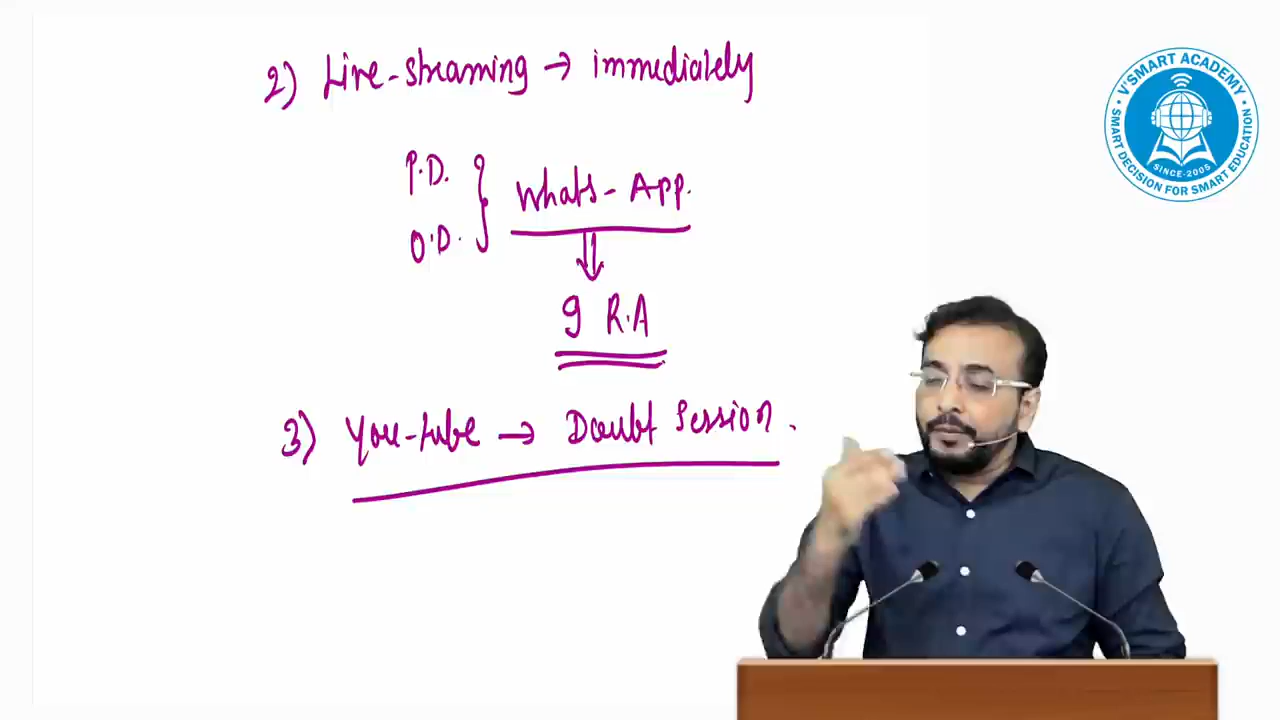 2) Live-streaming → immediately
P.D.
O.D. } Whats-App.
⇓
9 R.A
3) You-tube → Doubt Session.
V'SMART ACADEMY
SINCE-2005
SMART DECISION FOR SMART EDUCATION